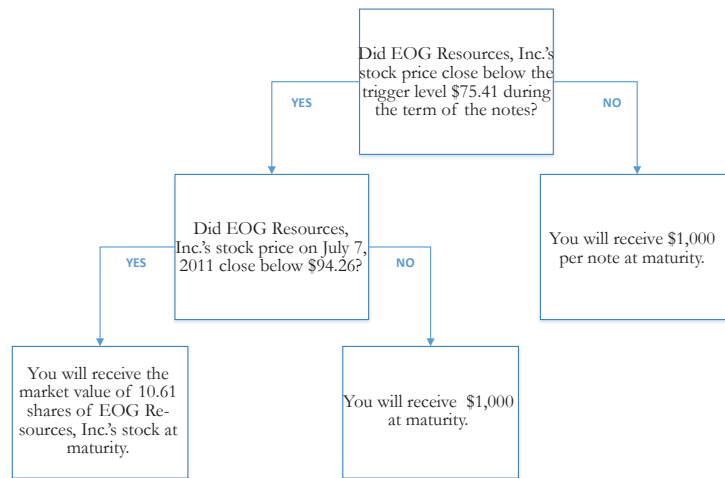 Did EOG Resources, Inc.'s
stock price close below the
trigger level $75.41 during
the term of the notes?
YES
NO
Did EOG Resources,
Inc.'s stock price on July 7,
2011 close below $94.26?
You will receive $1,000
per note at maturity.
YES
NO
You will receive the
market value of 10.61
shares of EOG Re-
sources, Inc.'s stock at
maturity.
You will receive $1,000
at maturity.